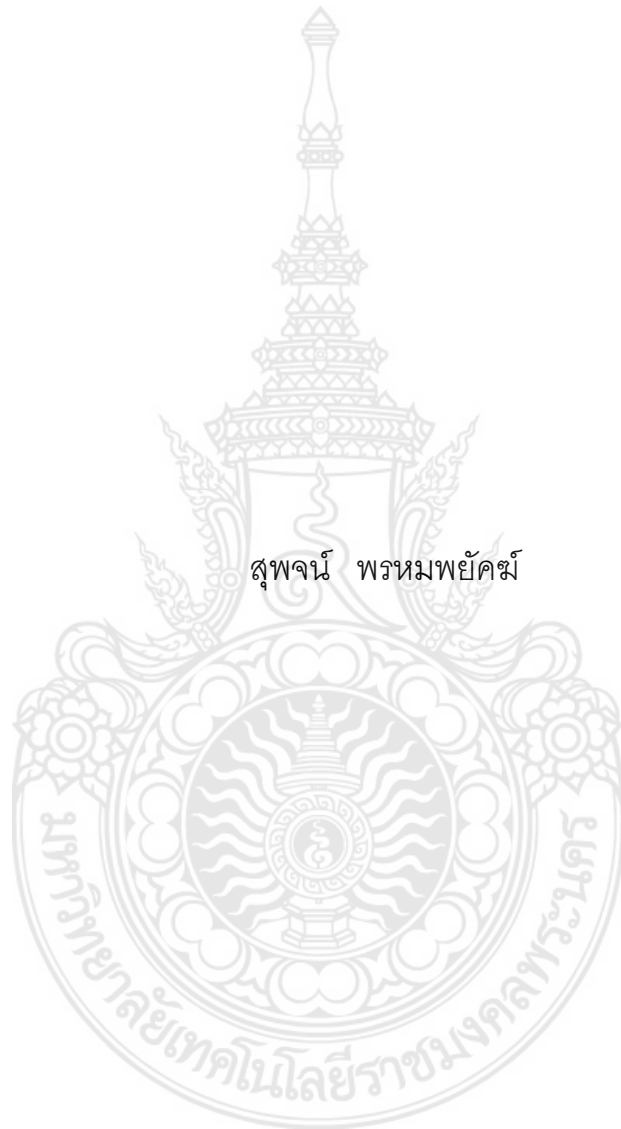 สุพจน์ พรหมพยัคฆ์
มหาวิทยาลัยเทคโนโลยีราชมงคลพระนคร